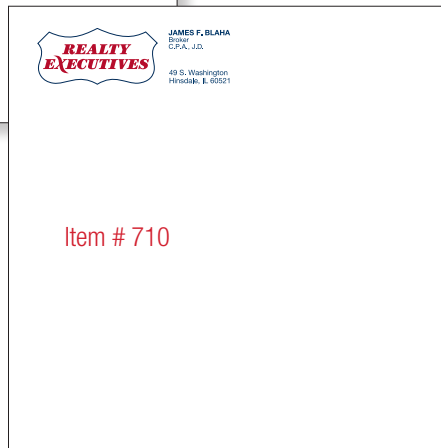 REALTY
EXECUTIVES
JAMES F. BLAHA
Broker
C.P.A., J.D.
49 S. Washington
Hinsdale, IL 60521
Item # 710